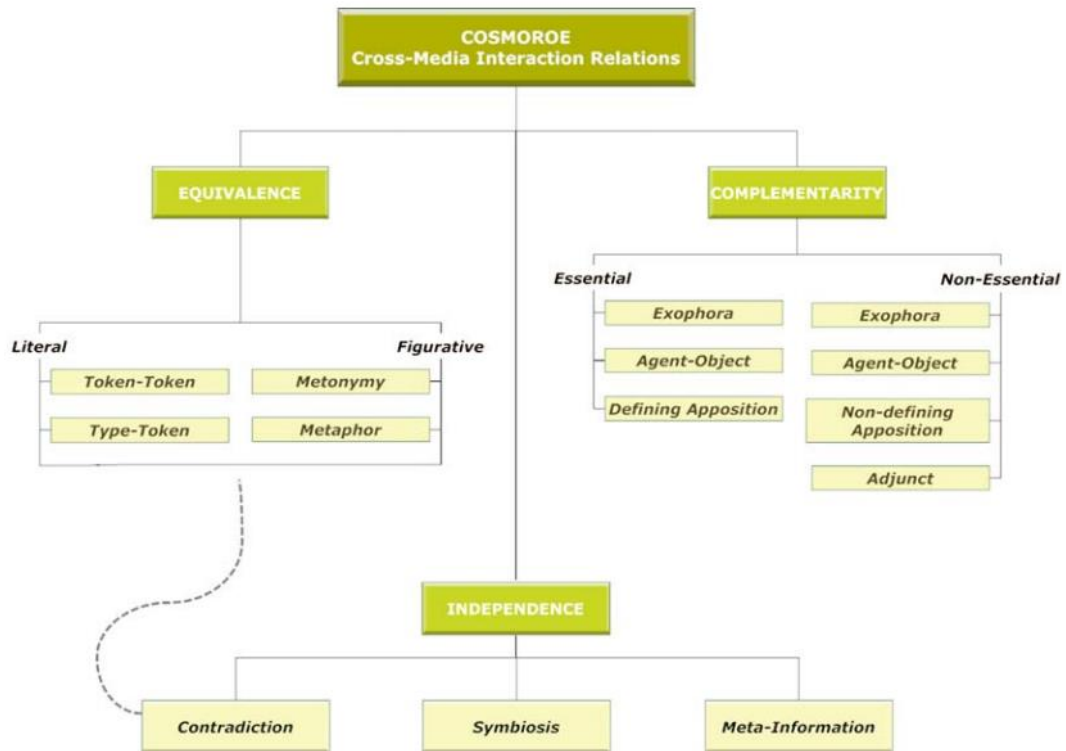 COSMOROE
Cross-Media Interaction Relations
EQUIVALENCE
COMPLEMENTARITY
Essential
Non-Essential
Exophora
Exophora
Agent-Object
Agent-Object
Defining Apposition
Non-defining
Apposition
Adjunct
Literal
Figurative
Token-Token
Metonymy
Type-Token
Metaphor
INDEPENDENCE
Contradiction
Symbiosis
Meta-Information